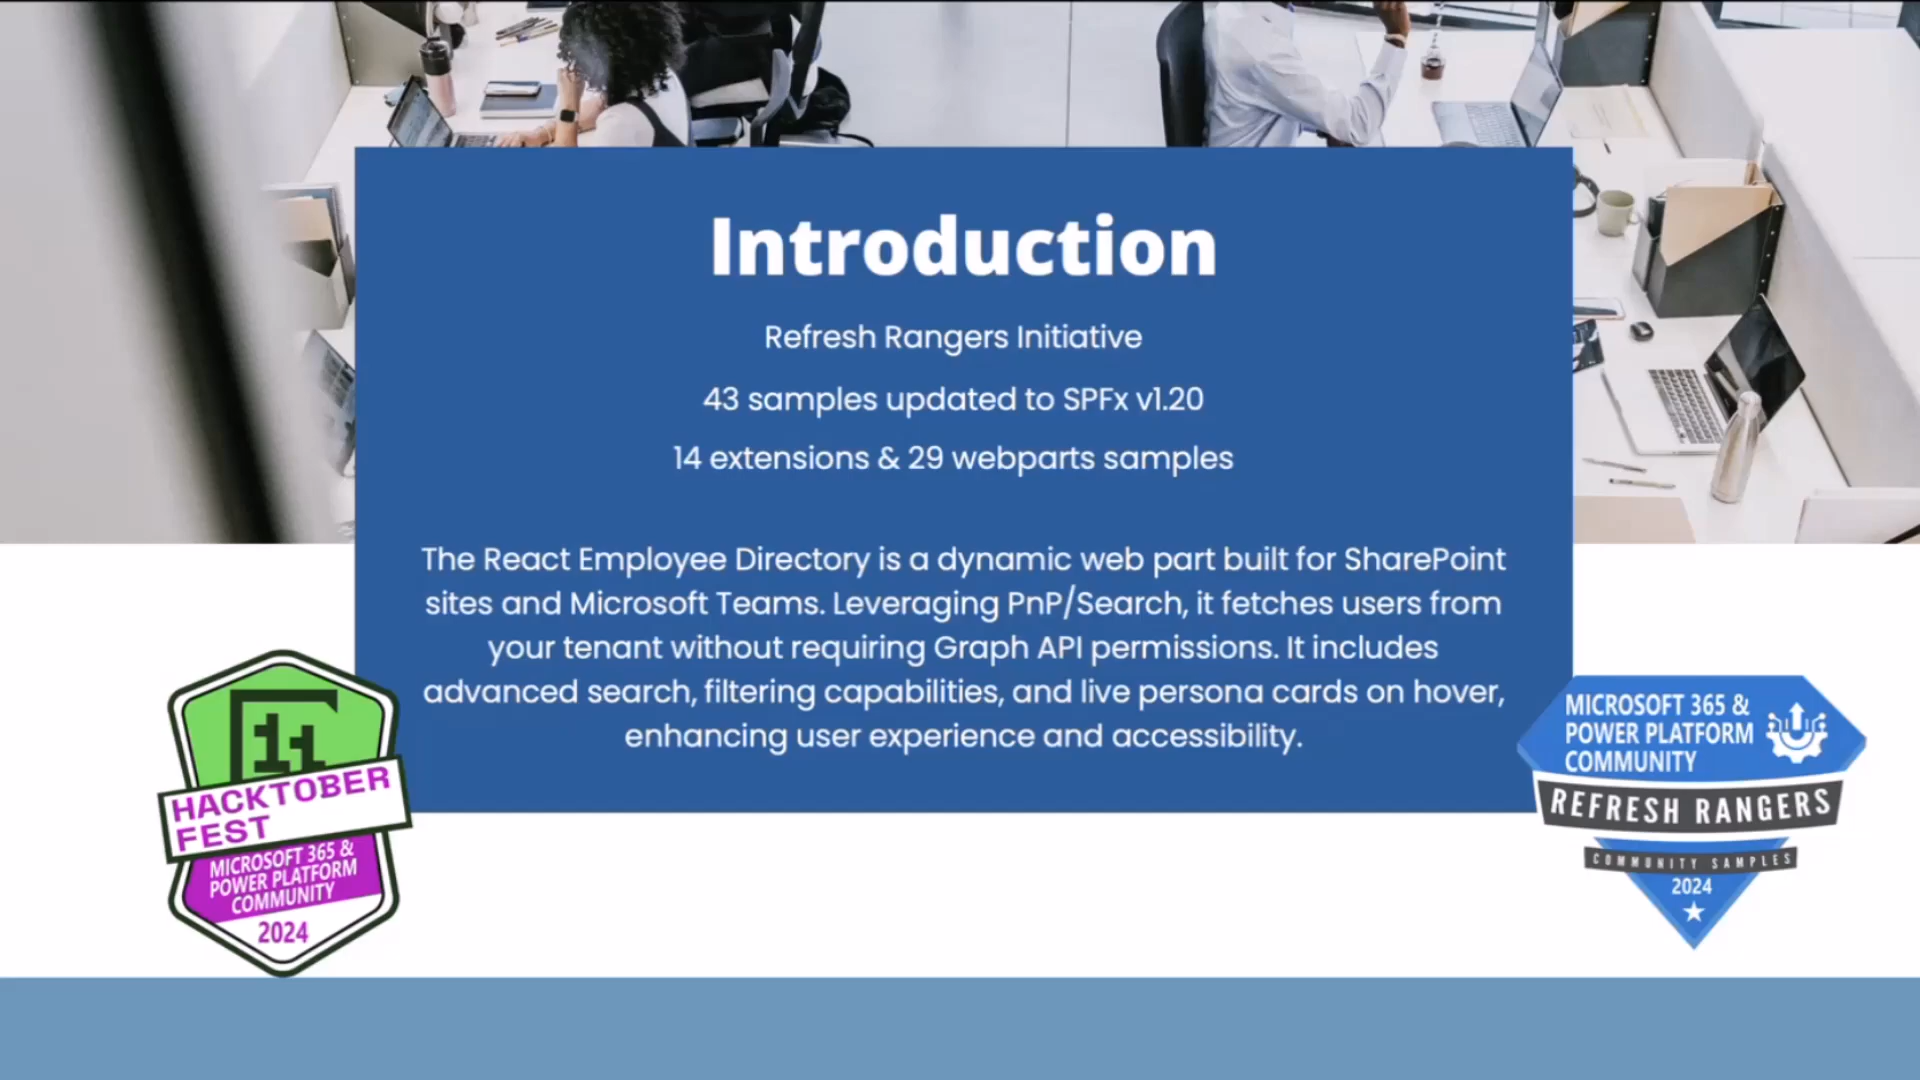 Introduction
Refresh Rangers Initiative
43 samples updated to SPFx v1.20
14 extensions & 29 webparts samples
The React Employee Directory is a dynamic web part built for SharePoint
sites and Microsoft Teams. Leveraging PnP/Search, it fetches users from
your tenant without requiring Graph API permissions. It includes
advanced search, filtering capabilities, and live persona cards on hover,
enhancing user experience and accessibility.
11
HACKTOBER
FEST
MICROSOFT 365 &
POWER PLATFORM
COMMUNITY
2024
MICROSOFT 365 &
POWER PLATFORM
COMMUNITY
REFRESH RANGERS
COMMUNITY SAMPLES
2024